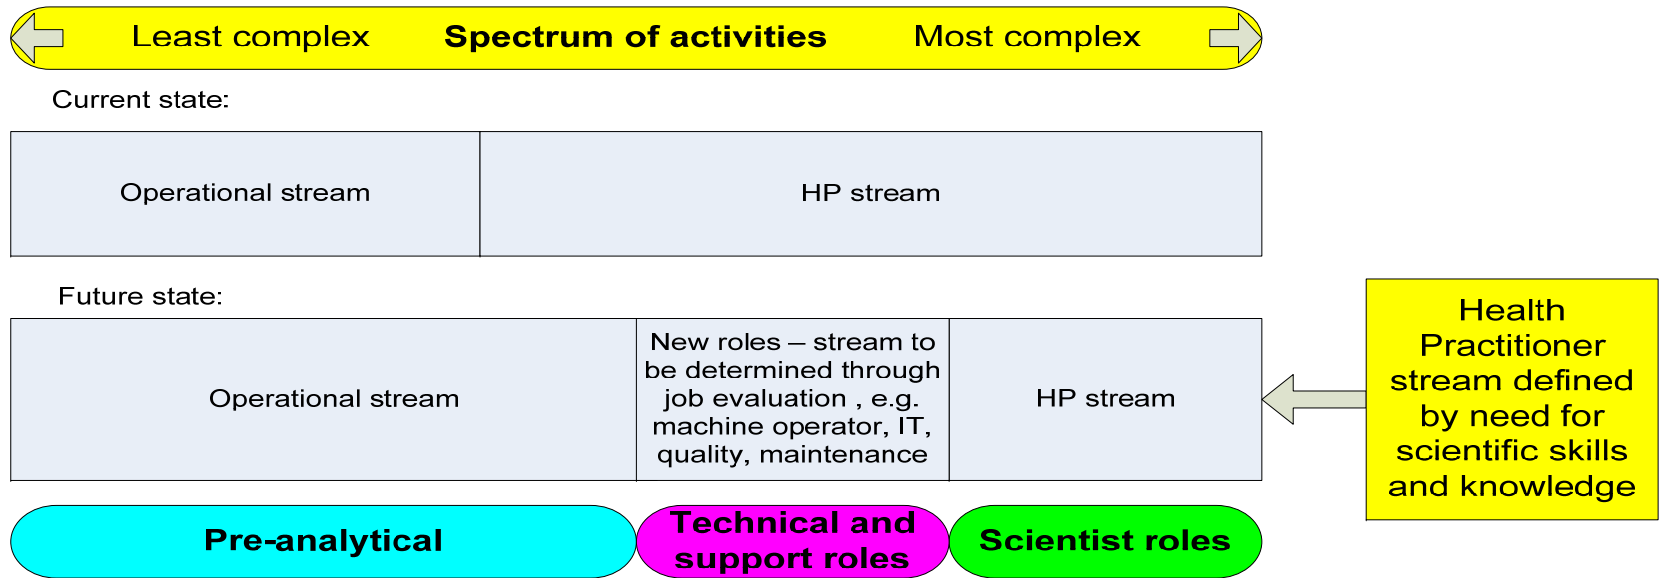 Least complex Spectrum of activities Most complex
Current state:
Operational stream
HP stream
Future state:
Operational stream
New roles – stream to
be determined through
job evaluation , e.g.
machine operator, IT,
quality, maintenance
HP stream
Health
Practitioner
stream defined
by need for
scientific skills
and knowledge
Pre-analytical
Technical and
support roles
Scientist roles